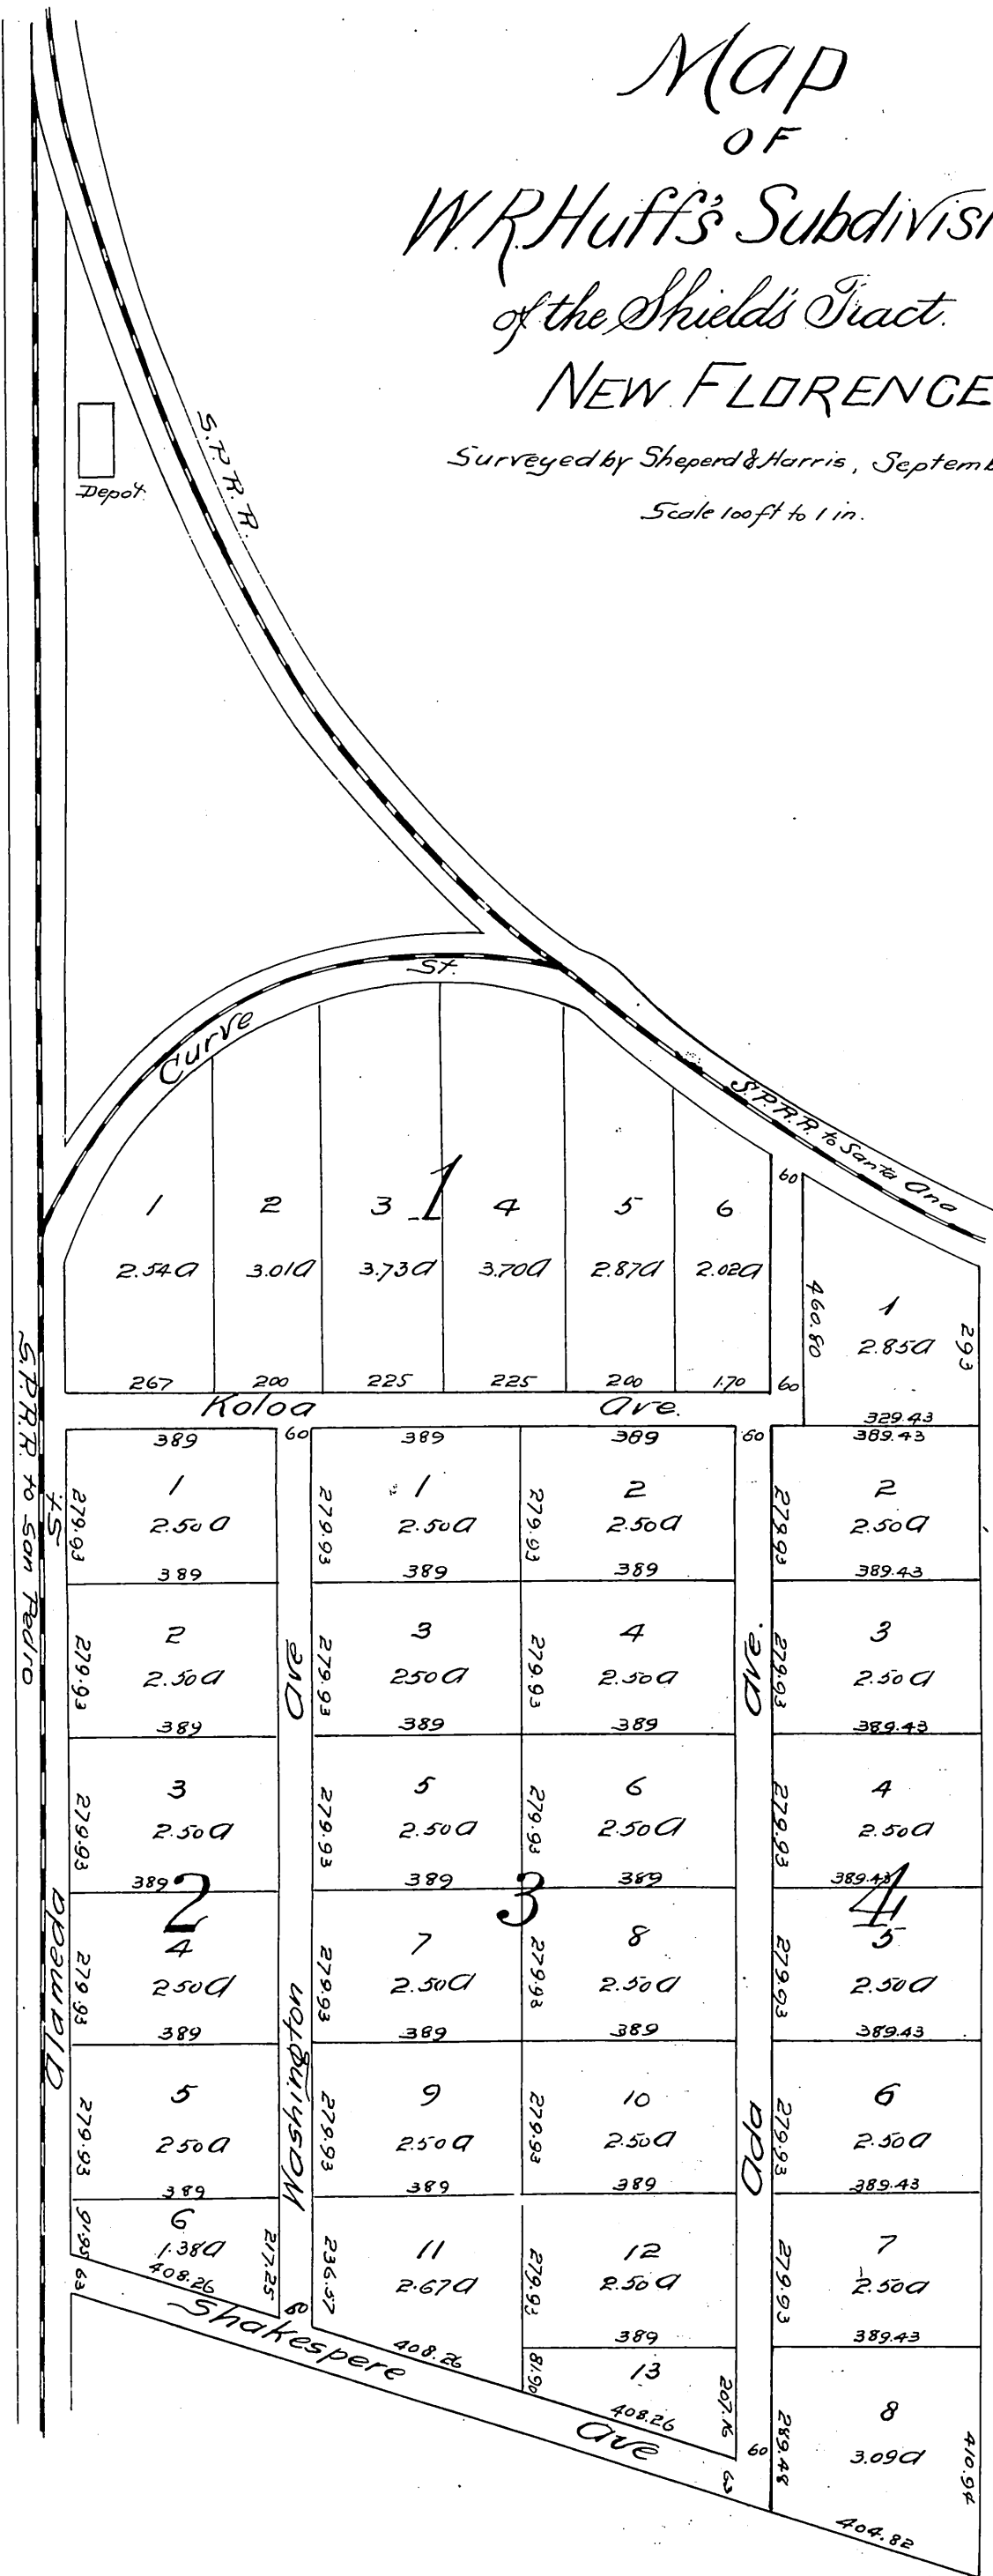 Map
OF
W.R. Huff's Subdivisi
of the Shield's Tract.
NEW FLORENCE
Surveyed by Sheperd & Harris, Septemb
Scale 100 ft to 1 in.
Depot.
S.P.R.R.
St.
Curve
S.P.R.R. to Santa Ana
1
1 2 3 4 5 6
2.54a 3.01a 3.73a 3.70a 2.87a 2.02a
60
267 200 225 225 200 170 60
460.80
1
2.85a
293
329.43
Koloa Ave.
S.P.R.R. to San Pedro
Alameda St
2
389 60
1
2.50a
279.93
389
2
2.50a
279.93
389
3
2.50a
279.93
389
4
250a
279.93
389
5
250a
279.93
389
6
1.38a
91.95
217.25
408.26
63
60
Washington Ave
3
389 389 60
1
2.50a
279.93
389
2
2.50a
279.93
389
3
250a
279.93
389
4
2.50a
279.93
389
5
2.50a
279.93
389
6
2.50a
279.93
389
7
2.50a
279.93
389
8
2.50a
279.93
389
9
2.50a
279.93
389
10
2.50a
279.93
389
11
2.67a
236.57
408.26
12
2.50a
279.93
389
13
81.90
207.16
408.26
60
63
Ada Ave.
4
389.43
2
2.50a
279.93
389.43
3
2.50a
279.93
389.43
4
2.50a
279.93
389.43
5
2.50a
279.93
389.43
6
2.50a
279.93
389.43
7
2.50a
279.93
389.43
8
3.09a
289.48
410.94
404.82
Shakespere Ave